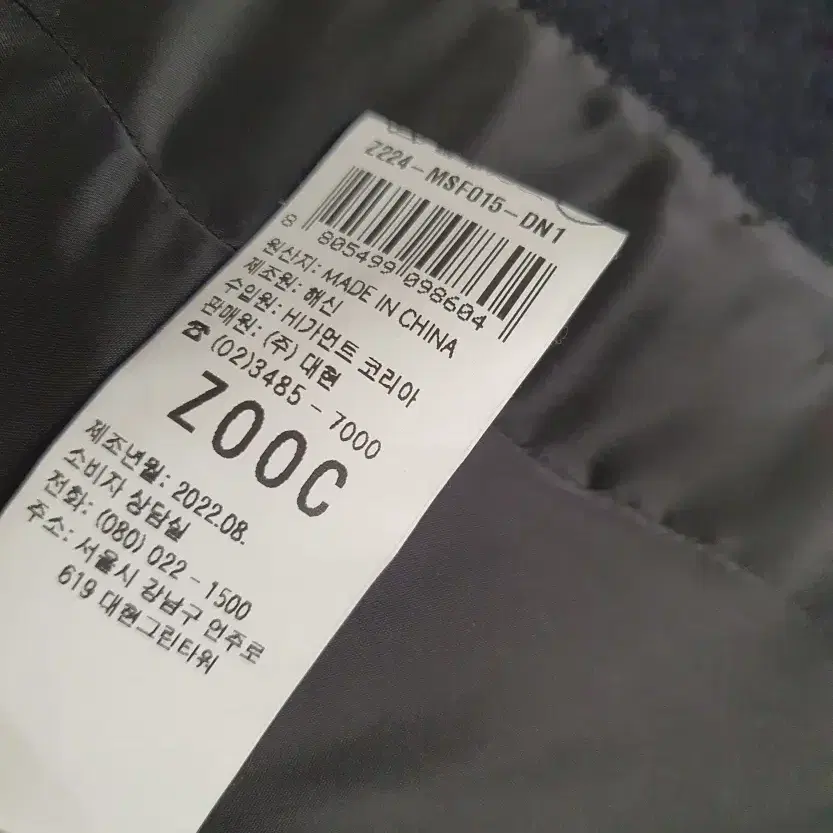 Z224-MSF015-DN1
8 805499 098604
원산지: MADE IN CHINA
제조원: 해신
수입원: 비가먼트 코리아
판매원: (주) 대현
☎ (02)3485-7000
ZOOC
제조년월: 2022.08.
소비자 상담실
전화: (080) 022-1500
주소: 서울시 강남구 언주로
619 대현그린타워